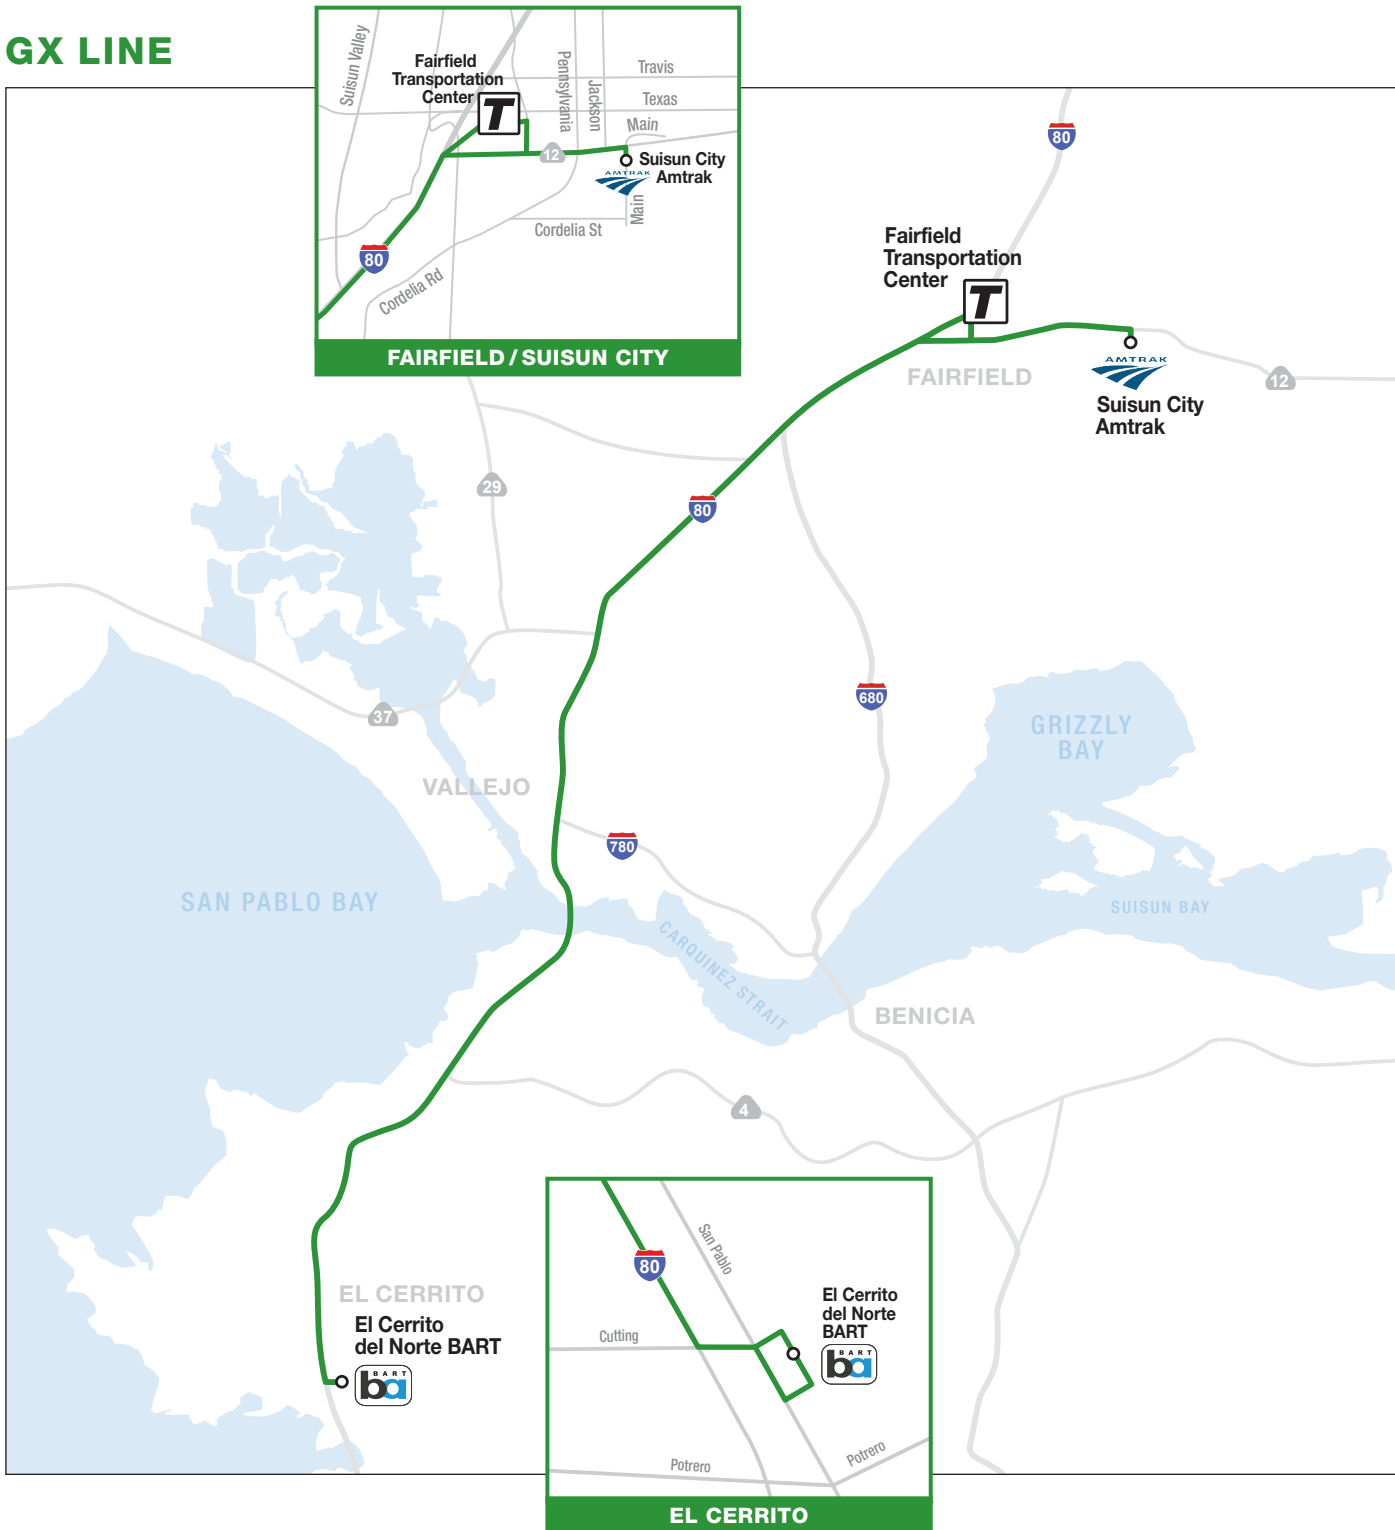 GX LINE
Suisun Valley
Fairfield
Transportation
Center
T
Pennsylvania
Jackson
Travis
Texas
Main
12
Suisun City
Amtrak
AMTRAK
Main
Cordelia St
80
Cordelia Rd
FAIRFIELD / SUISUN CITY
80
Fairfield
Transportation
Center
T
FAIRFIELD
AMTRAK
Suisun City
Amtrak
12
29
80
37
680
GRIZZLY
BAY
VALLEJO
780
SAN PABLO BAY
CARQUINEZ STRAIT
SUISUN BAY
BENICIA
4
EL CERRITO
El Cerrito
del Norte BART
BART
ba
80
San Pablo
Cutting
El Cerrito
del Norte
BART
BART
ba
Potrero
Potrero
EL CERRITO